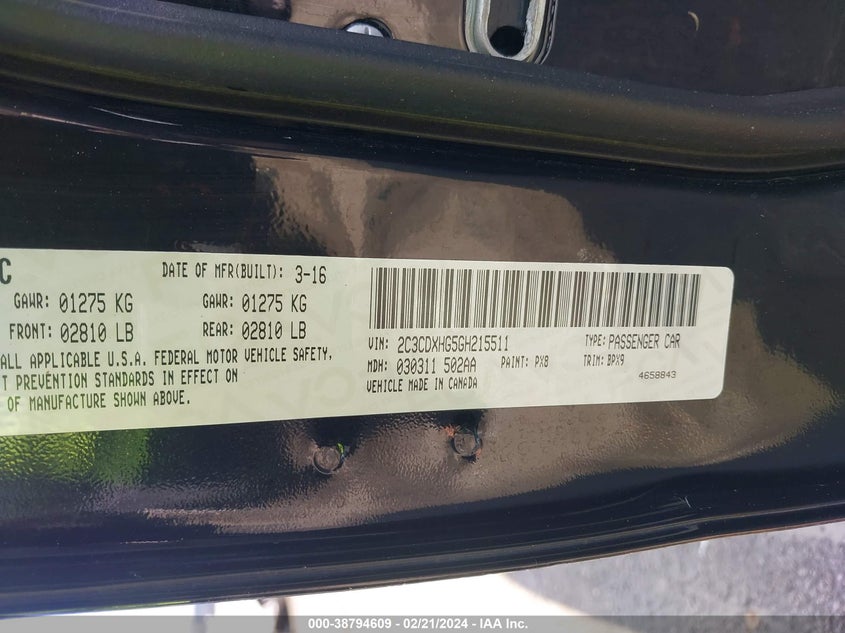 C
DATE OF MFR(BUILT): 3-16
GAWR: 01275 KG GAWR: 01275 KG
FRONT: 02810 LB REAR: 02810 LB
ALL APPLICABLE U.S.A. FEDERAL MOTOR VEHICLE SAFETY,
T PREVENTION STANDARDS IN EFFECT ON
OF MANUFACTURE SHOWN ABOVE.
VIN: 2C3CDXHG5GH215511 TYPE: PASSENGER CAR
MDH: 030311 502AA PAINT: PX8 TRIM: BPX9
VEHICLE MADE IN CANADA 4658843
000-38794609 - 02/21/2024 - IAA Inc.